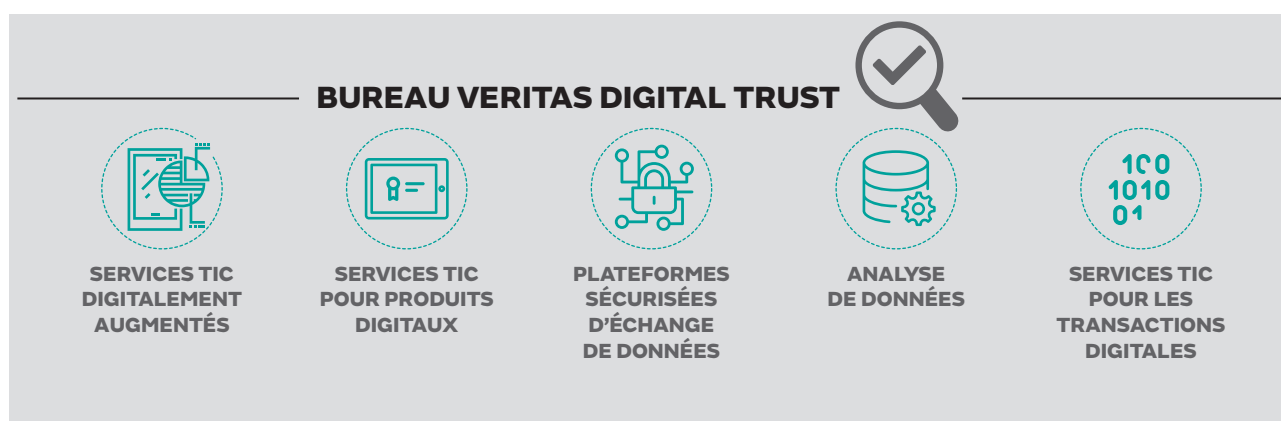 BUREAU VERITAS DIGITAL TRUST
100
1010
01
SERVICES TIC
DIGITALEMENT
AUGMENTÉS
SERVICES TIC
POUR PRODUITS
DIGITAUX
PLATEFORMES
SÉCURISÉES
D’ÉCHANGE
DE DONNÉES
ANALYSE
DE DONNÉES
SERVICES TIC
POUR LES
TRANSACTIONS
DIGITALES